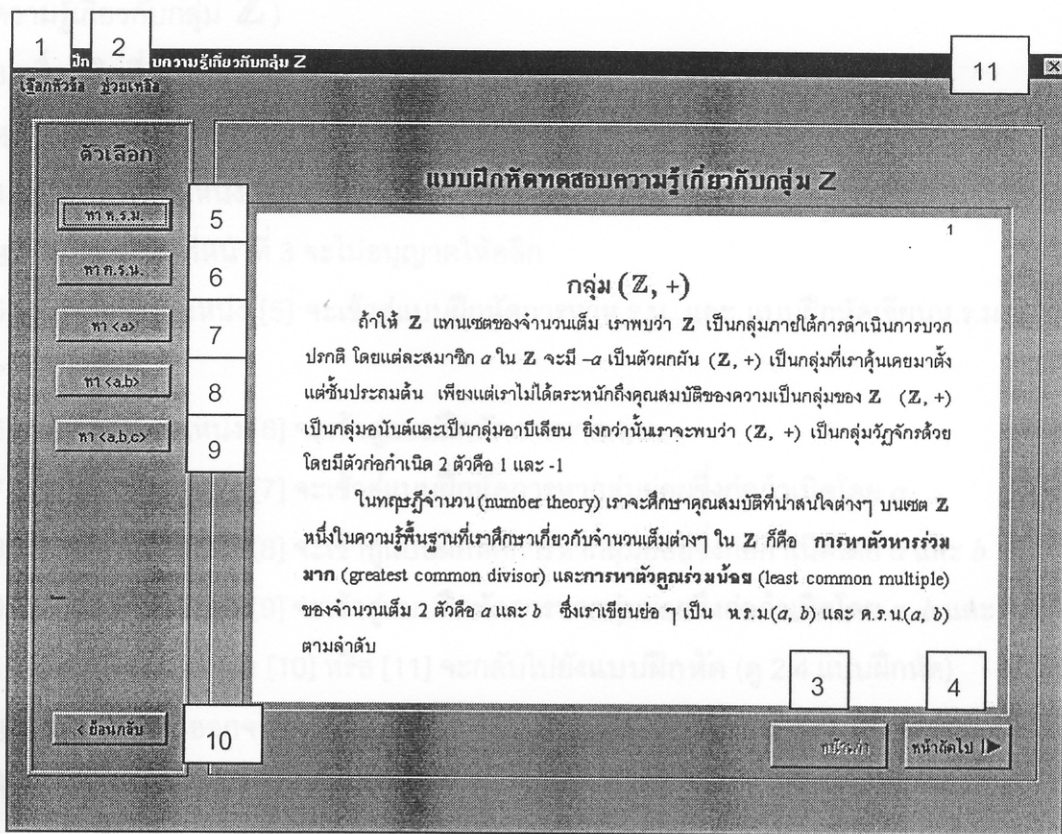 1
2
11
ฝึก
บความรู้เกี่ยวกับกลุ่ม Z
เลือกหัวข้อ ช่วยเหลือ
ตัวเลือก
แบบฝึกหัดทดสอบความรู้เกี่ยวกับกลุ่ม Z
หา ห.ร.ม.
5
หา ค.ร.น.
6
หา <a>
7
หา <a,b>
8
หา <a,b,c>
9
1
กลุ่ม (ℤ, +)
ถ้าให้ ℤ แทนเซตของจำนวนเต็ม เราพบว่า ℤ เป็นกลุ่มภายใต้การดำเนินการบวก
ปรกติ โดยแต่ละสมาชิก a ใน ℤ จะมี –a เป็นตัวผกผัน (ℤ, +) เป็นกลุ่มที่เราคุ้นเคยมาตั้ง
แต่ชั้นประถมต้น เพียงแต่เราไม่ได้ตระหนักถึงคุณสมบัติของความเป็นกลุ่มของ ℤ (ℤ, +)
เป็นกลุ่มอนันต์และเป็นกลุ่มอาบีเลียน ยิ่งกว่านั้นเราจะพบว่า (ℤ, +) เป็นกลุ่มวัฏจักรด้วย
โดยมีตัวก่อกำเนิด 2 ตัวคือ 1 และ -1
ในทฤษฎีจำนวน (number theory) เราจะศึกษาคุณสมบัติที่น่าสนใจต่างๆ บนเซต ℤ
หนึ่งในความรู้พื้นฐานที่เราศึกษาเกี่ยวกับจำนวนเต็มต่างๆ ใน ℤ ก็คือ การหาตัวหารร่วม
มาก (greatest common divisor) และการหาตัวคูณร่วมน้อย (least common multiple)
ของจำนวนเต็ม 2 ตัวคือ a และ b ซึ่งเราเขียนย่อ ๆ เป็น ห.ร.ม.(a, b) และ ค.ร.น.(a, b)
ตามลำดับ
3
4
< ย้อนกลับ
10
หน้าถัดไป